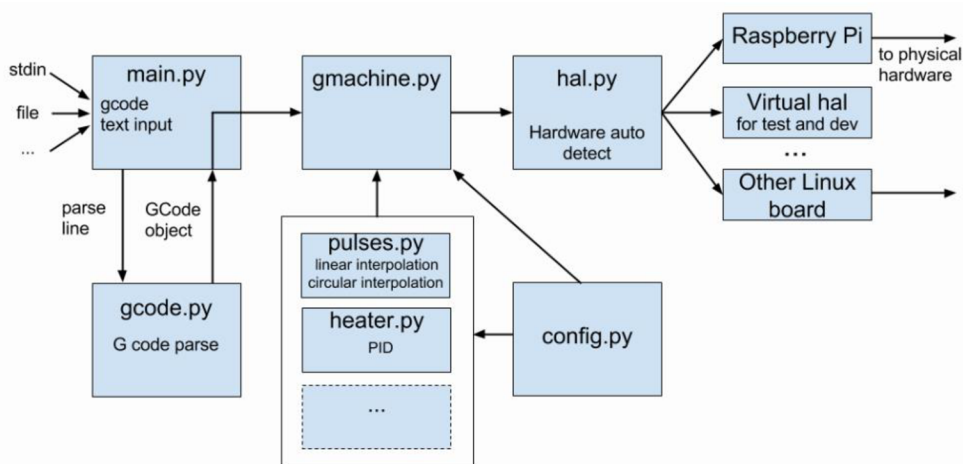 stdin
file
...
main.py
gcode
text input
parse
line
GCode
object
gcode.py
G code parse
gmachine.py
pulses.py
linear interpolation
circular interpolation
heater.py
PID
...
config.py
hal.py
Hardware auto
detect
Raspberry Pi
to physical
hardware
Virtual hal
for test and dev
...
Other Linux
board